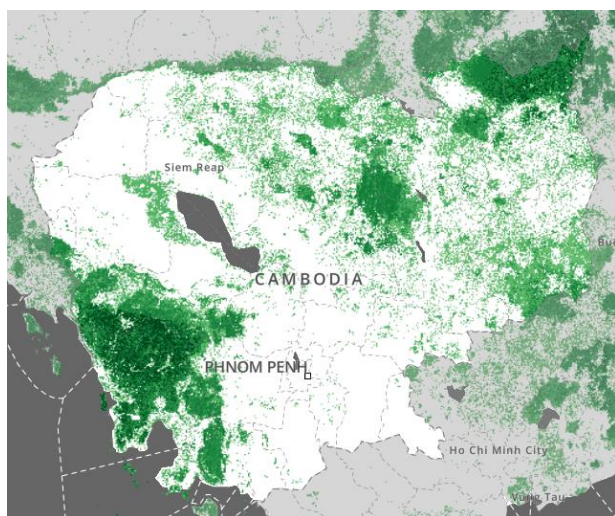 Siem Reap
CAMBODIA
PHNOM PENH
Ho Chi Minh City
Vũng Tàu